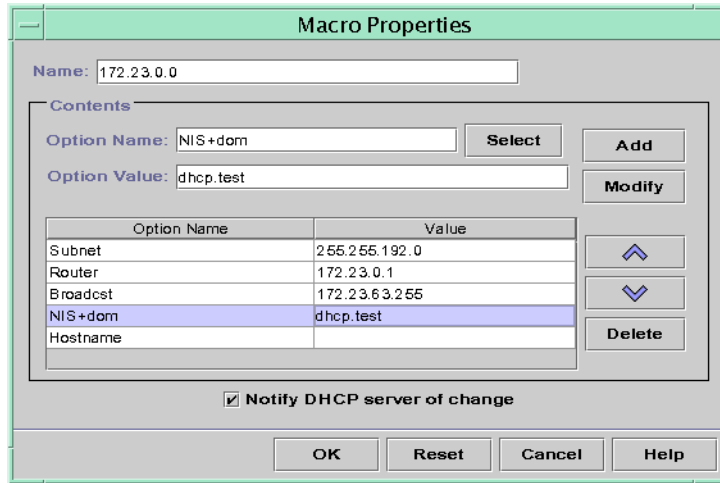 Macro Properties
Name: 172.23.0.0
Contents
Option Name: NIS+dom Select Add
Option Value: dhcp.test
Modify
Option Name Value
Subnet 255.255.192.0
Router 172.23.0.1
Broadcst 172.23.63.255
NIS+dom dhcp.test
Delete
Hostname
Notify DHCP server of change
OK Reset Cancel Help